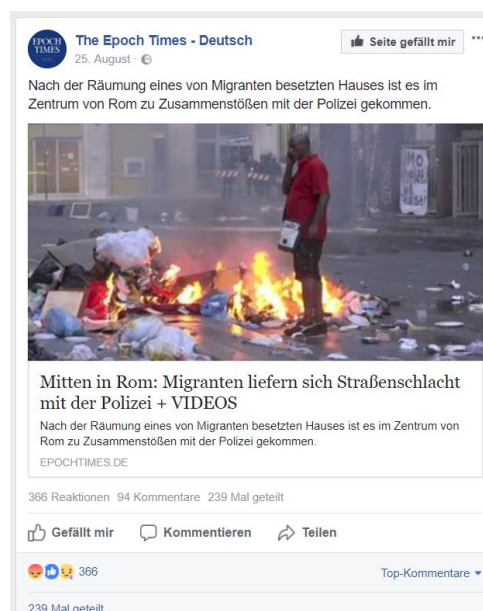 EPOCH
TIMES
The Epoch Times - Deutsch
25. August
Seite gefällt mir
Nach der Räumung eines von Migranten besetzten Hauses ist es im
Zentrum von Rom zu Zusammenstößen mit der Polizei gekommen.
Mitten in Rom: Migranten liefern sich Straßenschlacht
mit der Polizei + VIDEOS
Nach der Räumung eines von Migranten besetzten Hauses ist es im Zentrum von
Rom zu Zusammenstößen mit der Polizei gekommen.
EPOCHTIMES.DE
366 Reaktionen 94 Kommentare 239 Mal geteilt
Gefällt mir Kommentieren Teilen
366 Top-Kommentare
239 Mal geteilt